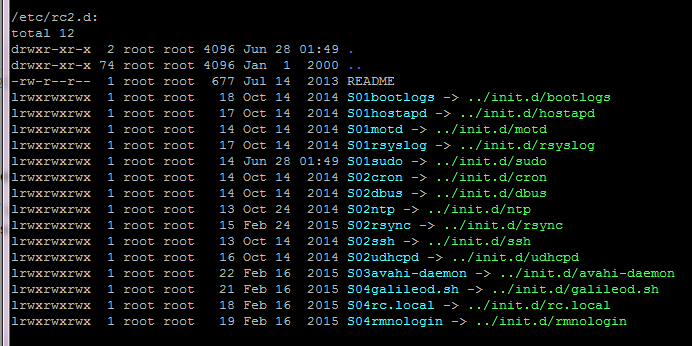 /etc/rc2.d:
total 12
drwxr-xr-x  2 root root 4096 Jun 28 01:49 .
drwxr-xr-x 74 root root 4096 Jan  1  2000 ..
-rw-r--r--  1 root root  677 Jul 14  2013 README
lrwxrwxrwx  1 root root   18 Oct 14  2014 S01bootlogs -> ../init.d/bootlogs
lrwxrwxrwx  1 root root   17 Oct 14  2014 S01hostapd -> ../init.d/hostapd
lrwxrwxrwx  1 root root   14 Oct 14  2014 S01motd -> ../init.d/motd
lrwxrwxrwx  1 root root   17 Oct 14  2014 S01rsyslog -> ../init.d/rsyslog
lrwxrwxrwx  1 root root   14 Jun 28 01:49 S01sudo -> ../init.d/sudo
lrwxrwxrwx  1 root root   14 Oct 14  2014 S02cron -> ../init.d/cron
lrwxrwxrwx  1 root root   14 Oct 14  2014 S02dbus -> ../init.d/dbus
lrwxrwxrwx  1 root root   13 Oct 24  2014 S02ntp -> ../init.d/ntp
lrwxrwxrwx  1 root root   15 Feb 24  2015 S02rsync -> ../init.d/rsync
lrwxrwxrwx  1 root root   13 Oct 14  2014 S02ssh -> ../init.d/ssh
lrwxrwxrwx  1 root root   16 Oct 14  2014 S02udhcpd -> ../init.d/udhcpd
lrwxrwxrwx  1 root root   22 Feb 16  2015 S03avahi-daemon -> ../init.d/avahi-daemon
lrwxrwxrwx  1 root root   21 Feb 16  2015 S04galileod.sh -> ../init.d/galileod.sh
lrwxrwxrwx  1 root root   18 Feb 16  2015 S04rc.local -> ../init.d/rc.local
lrwxrwxrwx  1 root root   19 Feb 16  2015 S04rmnologin -> ../init.d/rmnologin